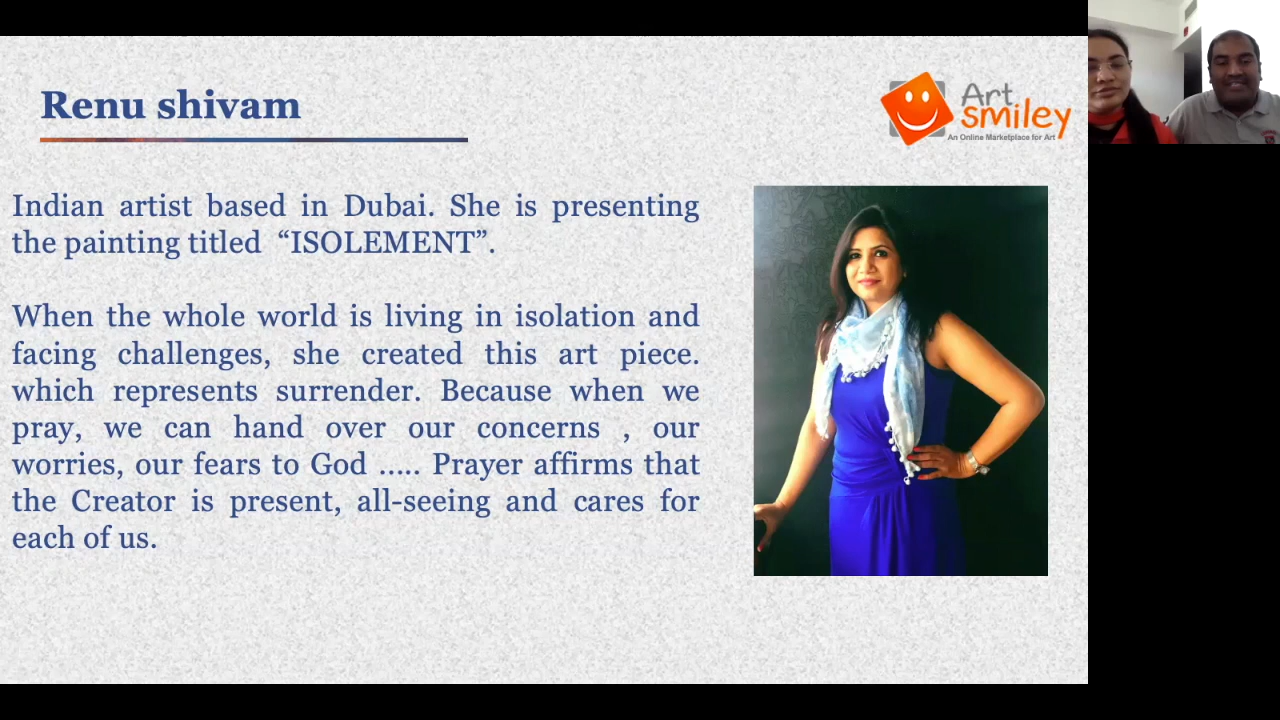 Renu shivam
Art
smiley
An Online Marketplace for Art
Indian artist based in Dubai. She is presenting
the painting titled “ISOLEMENT”.
When the whole world is living in isolation and
facing challenges, she created this art piece.
which represents surrender. Because when we
pray, we can hand over our concerns , our
worries, our fears to God ..... Prayer affirms that
the Creator is present, all-seeing and cares for
each of us.